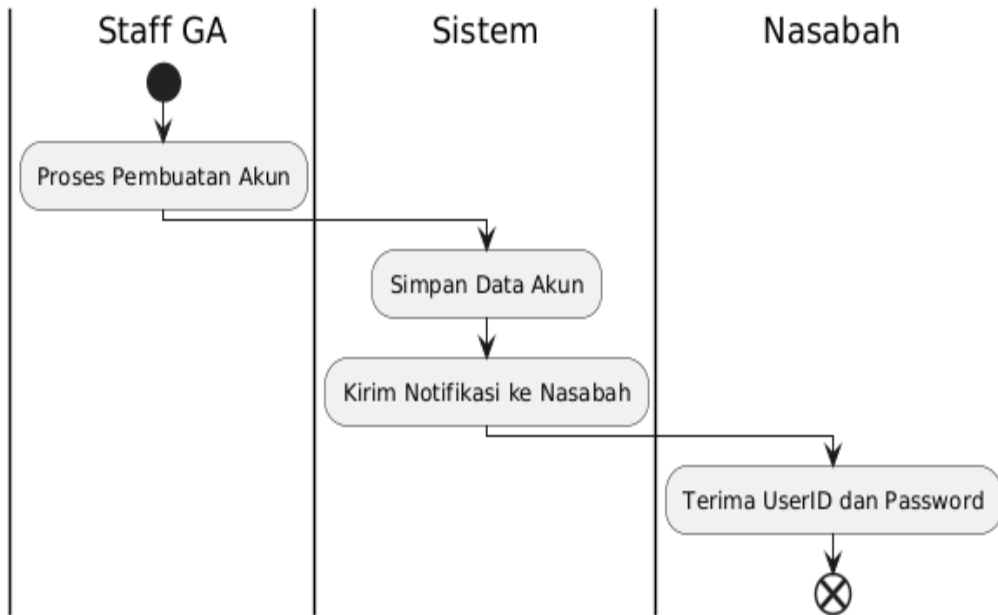 Staff GA
Sistem
Nasabah
Proses Pembuatan Akun
Simpan Data Akun
Kirim Notifikasi ke Nasabah
Terima UserID dan Password